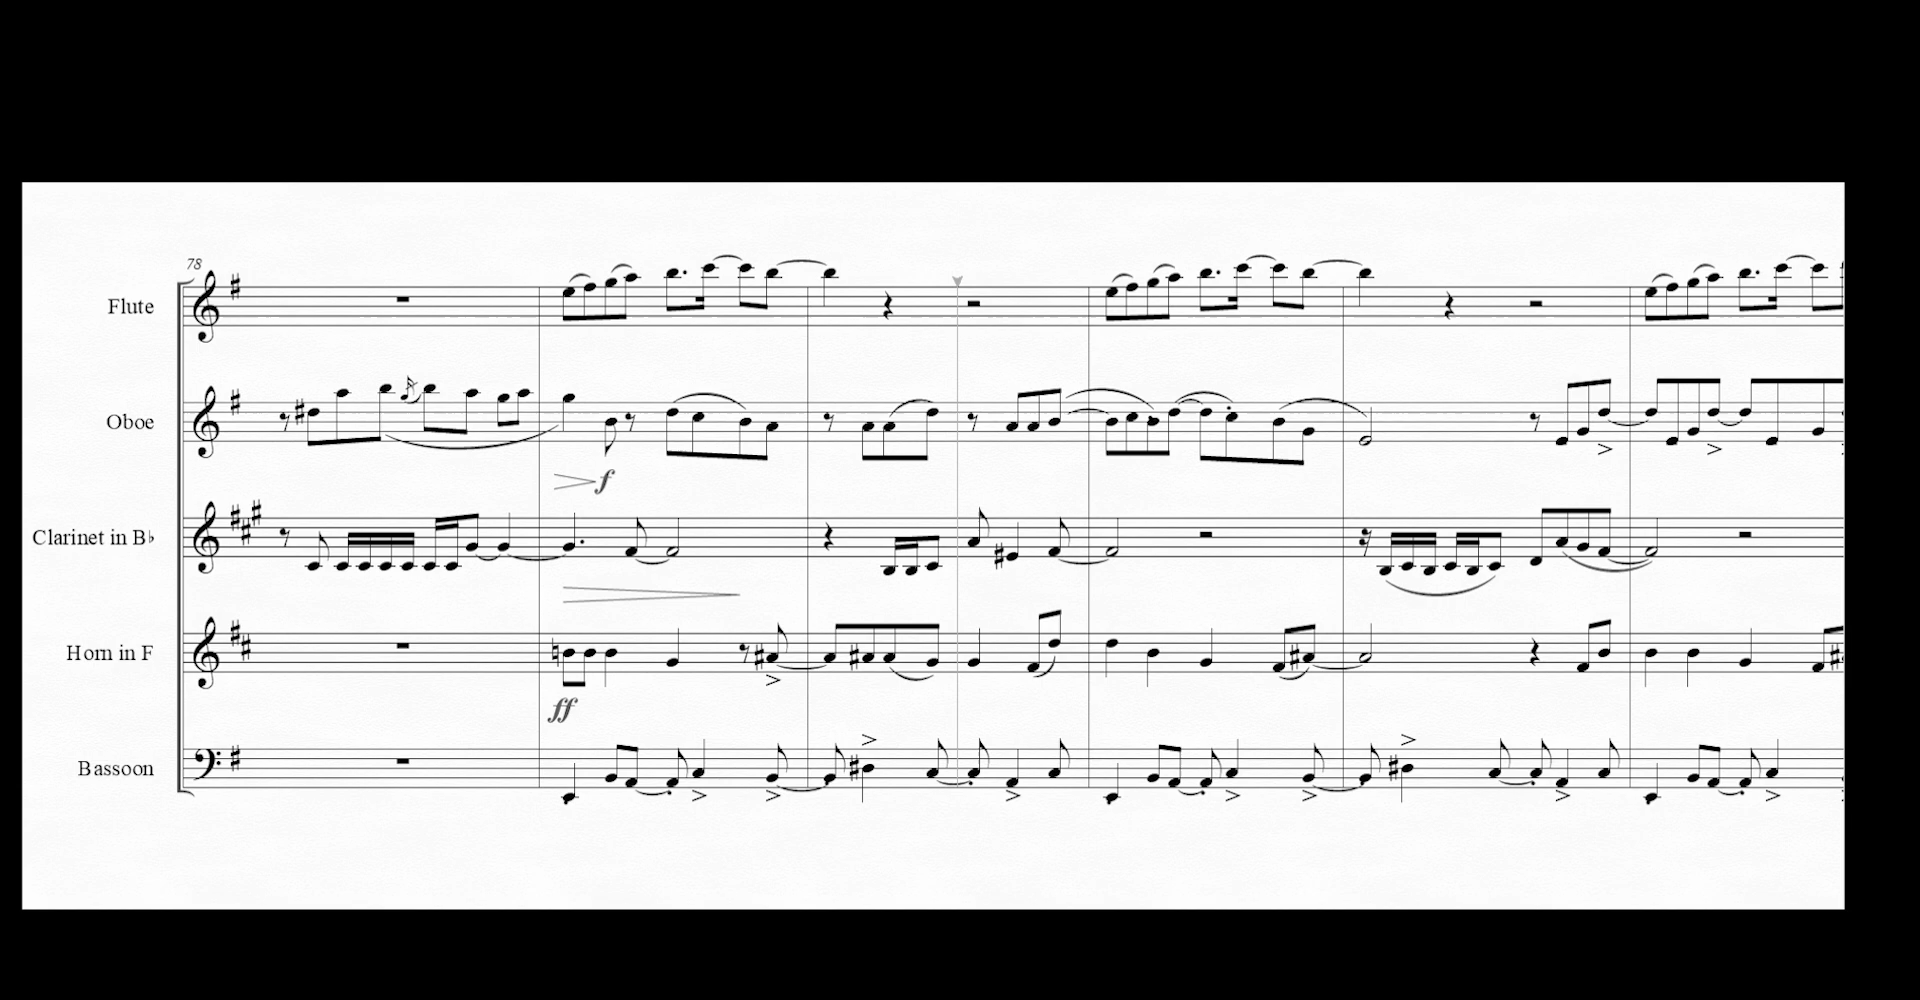 78
Flute
Oboe
f
Clarinet in B♭
Horn in F
ff
Bassoon